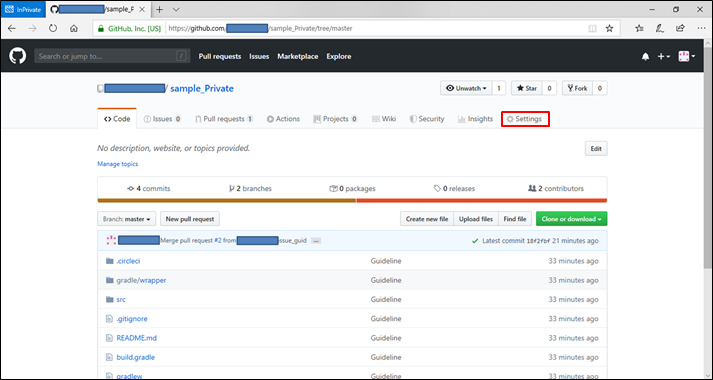 InPrivate /sample_P
GitHub, Inc. [US] https://github.com. /sample_Private/tree/master
Search or jump to... / Pull requests Issues Marketplace Explore
/ sample_Private Unwatch 1 Star 0 Fork 0
Code Issues 0 Pull requests 1 Actions Projects 0 Wiki Security Insights Settings
No description, website, or topics provided. Edit
Manage topics
4 commits 2 branches 0 packages 0 releases 2 contributors
Branch: master New pull request Create new file Upload files Find file Clone or download
Merge pull request #2 from issue_guid ... Latest commit 18f2fbf 21 minutes ago
.circleci Guideline 33 minutes ago
gradle/wrapper Guideline 33 minutes ago
src Guideline 33 minutes ago
.gitignore Guideline 33 minutes ago
README.md Guideline 33 minutes ago
build.gradle Guideline 33 minutes ago
gradlew Guideline 33 minutes ago